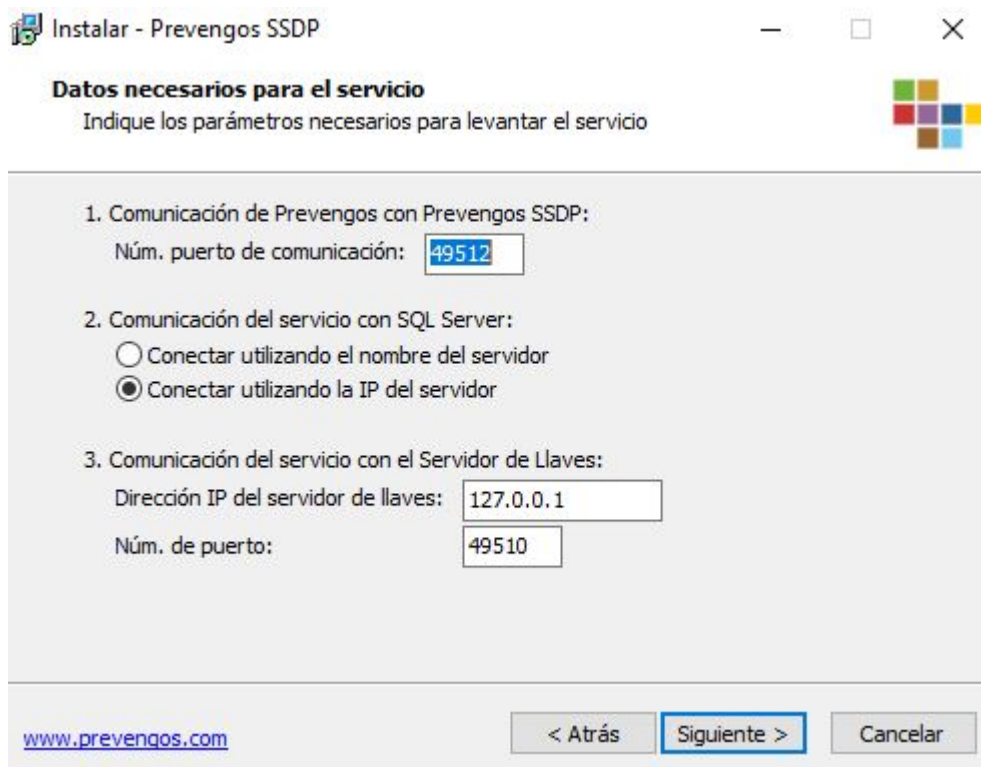 Instalar - Prevengos SSDP
Datos necesarios para el servicio
Indique los parámetros necesarios para levantar el servicio
1. Comunicación de Prevengos con Prevengos SSDP:
Núm. puerto de comunicación: 49512
2. Comunicación del servicio con SQL Server:
Conectar utilizando el nombre del servidor
Conectar utilizando la IP del servidor
3. Comunicación del servicio con el Servidor de Llaves:
Dirección IP del servidor de llaves: 127.0.0.1
Núm. de puerto: 49510
www.prevengos.com < Atrás Siguiente > Cancelar